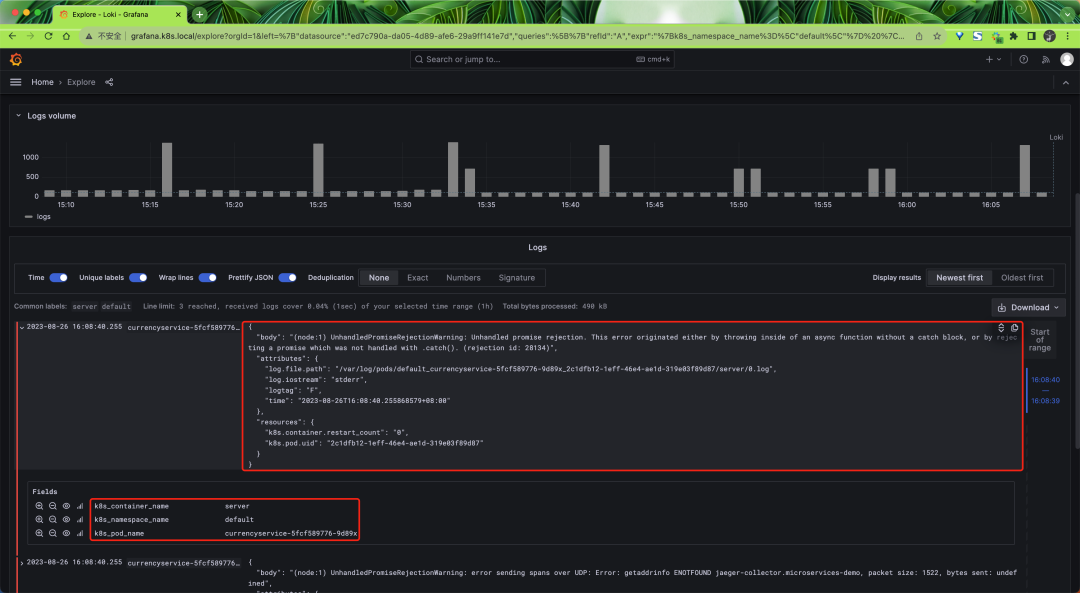 Explore - Loki - Grafana
不安全 grafana.k8s.local/explore?orgId=1&left=%7B"datasource":"ed7c790a-da05-4d89-afe6-29a9ff141e7d","queries":%5B%7B"refId":"A","expr":"%7Bk8s_namespace_name%3D%5C"default%5C"%7D%20%7C...
Search or jump to... cmd+k
Home › Explore
Logs volume
Loki
1000
500
0
15:10 15:15 15:20 15:25 15:30 15:35 15:40 15:45 15:50 15:55 16:00 16:05
logs
Logs
Time Unique labels Wrap lines Prettify JSON Deduplication None Exact Numbers Signature Display results Newest first Oldest first
Common labels: server default Line limit: 3 reached, received logs cover 0.04% (1sec) of your selected time range (1h) Total bytes processed: 490 kB
Download
2023-08-26 16:08:40.255 currencyservice-5fcf589776… {
"body": "(node:1) UnhandledPromiseRejectionWarning: Unhandled promise rejection. This error originated either by throwing inside of an async function without a catch block, or by rejec
ting a promise which was not handled with .catch(). (rejection id: 28134)",
"attributes": {
"log.file.path": "/var/log/pods/default_currencyservice-5fcf589776-9d89x_2c1dfb12-1eff-46e4-ae1d-319e03f89d87/server/0.log",
"log.iostream": "stderr",
"logtag": "F",
"time": "2023-08-26T16:08:40.255868579+08:00"
},
"resources": {
"k8s.container.restart_count": "0",
"k8s.pod.uid": "2c1dfb12-1eff-46e4-ae1d-319e03f89d87"
}
}
Start
of
range
16:08:40
—
16:08:39
Fields
k8s_container_name server
k8s_namespace_name default
k8s_pod_name currencyservice-5fcf589776-9d89x
2023-08-26 16:08:40.255 currencyservice-5fcf589776… {
"body": "(node:1) UnhandledPromiseRejectionWarning: error sending spans over UDP: Error: getaddrinfo ENOTFOUND jaeger-collector.microservices-demo, packet size: 1522, bytes sent: undef
ined",
"attributes": {